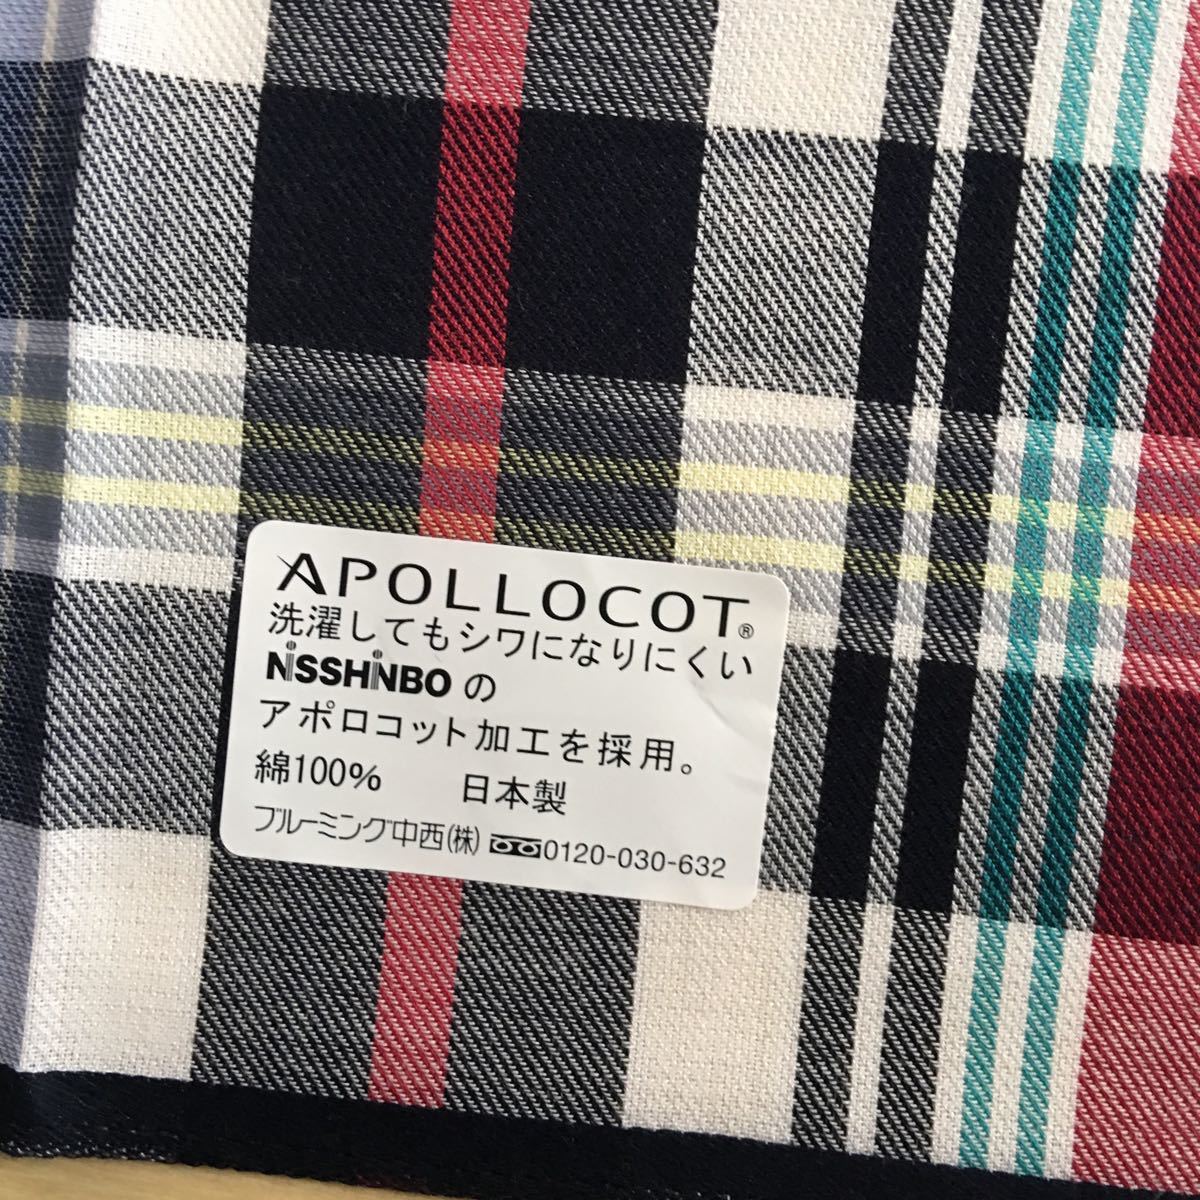 APOLLOCOT®
洗濯してもシワになりにくい
NISSHINBO の
アポロコット加工を採用。
綿100% 日本製
ブルーミング中西(株) 0120-030-632